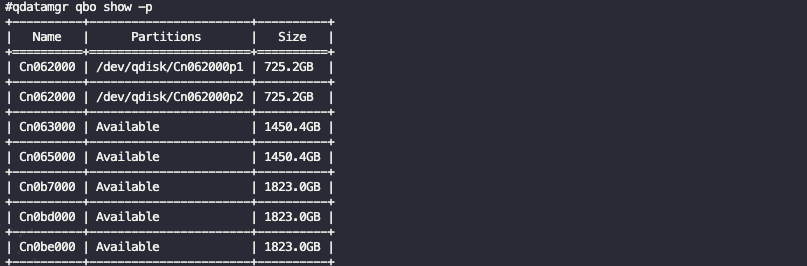 #qdatamgr qbo show -p
+----------+----------------------+----------+
| Name | Partitions | Size |
+==========+======================+==========+
| Cn062000 | /dev/qdisk/Cn062000p1 | 725.2GB |
+----------+----------------------+----------+
| Cn062000 | /dev/qdisk/Cn062000p2 | 725.2GB |
+----------+----------------------+----------+
| Cn063000 | Available | 1450.4GB |
+----------+----------------------+----------+
| Cn065000 | Available | 1450.4GB |
+----------+----------------------+----------+
| Cn0b7000 | Available | 1823.0GB |
+----------+----------------------+----------+
| Cn0bd000 | Available | 1823.0GB |
+----------+----------------------+----------+
| Cn0be000 | Available | 1823.0GB |
+----------+----------------------+----------+